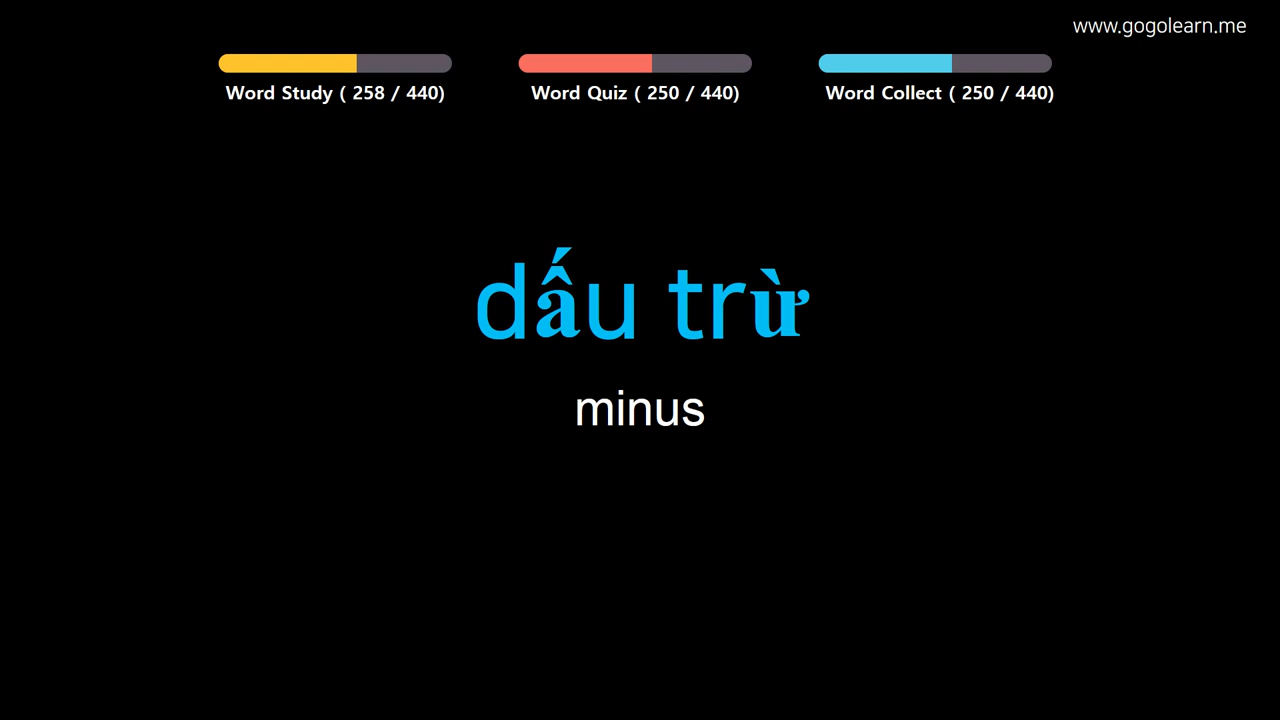 www.gogolearn.me
Word Study ( 258 / 440)
Word Quiz ( 250 / 440)
Word Collect ( 250 / 440)
dấu trừ
minus